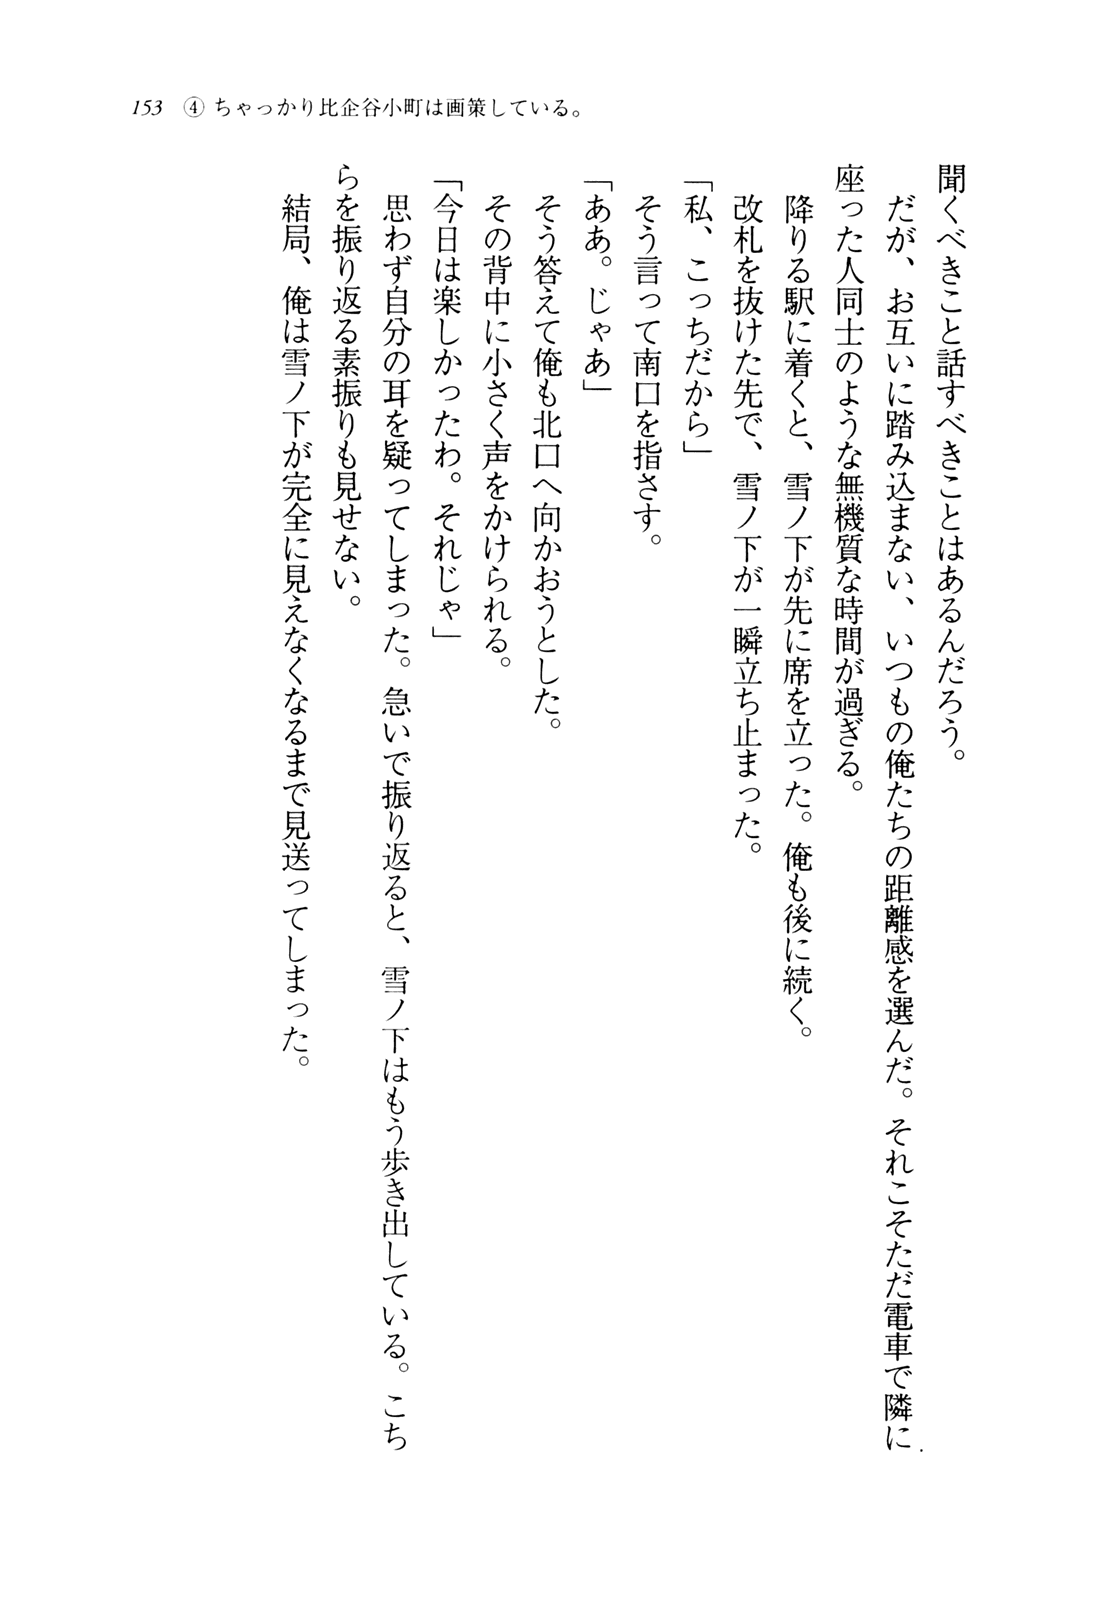 153 ④ ちゃっかり比企谷小町は画策している。
聞くべきこと話すべきことはあるんだろう。
だが、お互いに踏み込まない、いつもの俺たちの距離感を選んだ。それこそただ電車で隣に
座った人同士のような無機質な時間が過ぎる。
降りる駅に着くと、雪ノ下が先に席を立った。俺も後に続く。
改札を抜けた先で、雪ノ下が一瞬立ち止まった。
「私、こっちだから」
そう言って南口を指さす。
「ああ。じゃあ」
そう答えて俺も北口へ向かおうとした。
その背中に小さく声をかけられる。
「今日は楽しかったわ。それじゃ」
思わず自分の耳を疑ってしまった。急いで振り返ると、雪ノ下はもう歩き出している。こち
らを振り返る素振りも見せない。
結局、俺は雪ノ下が完全に見えなくなるまで見送ってしまった。